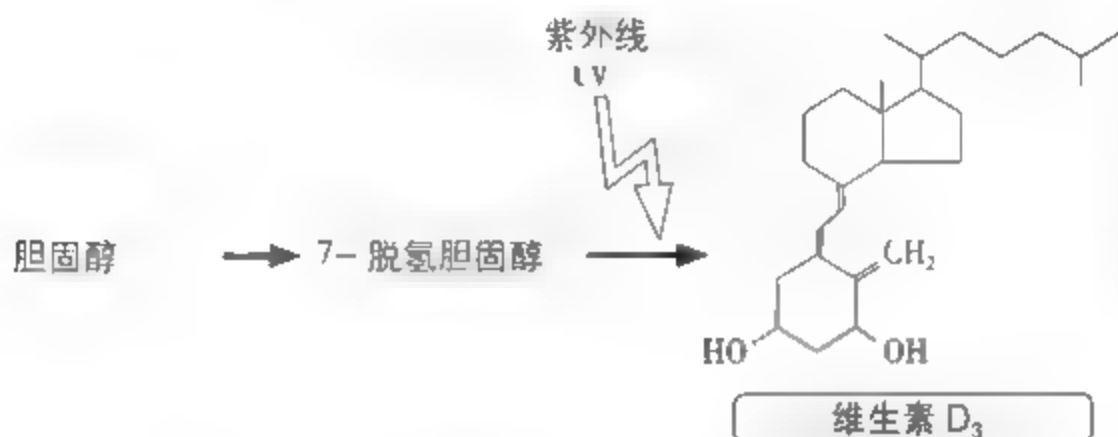 紫外线
UV
CH₂
胆固醇 → 7- 脱氢胆固醇 →
HO OH
维生素 D₃